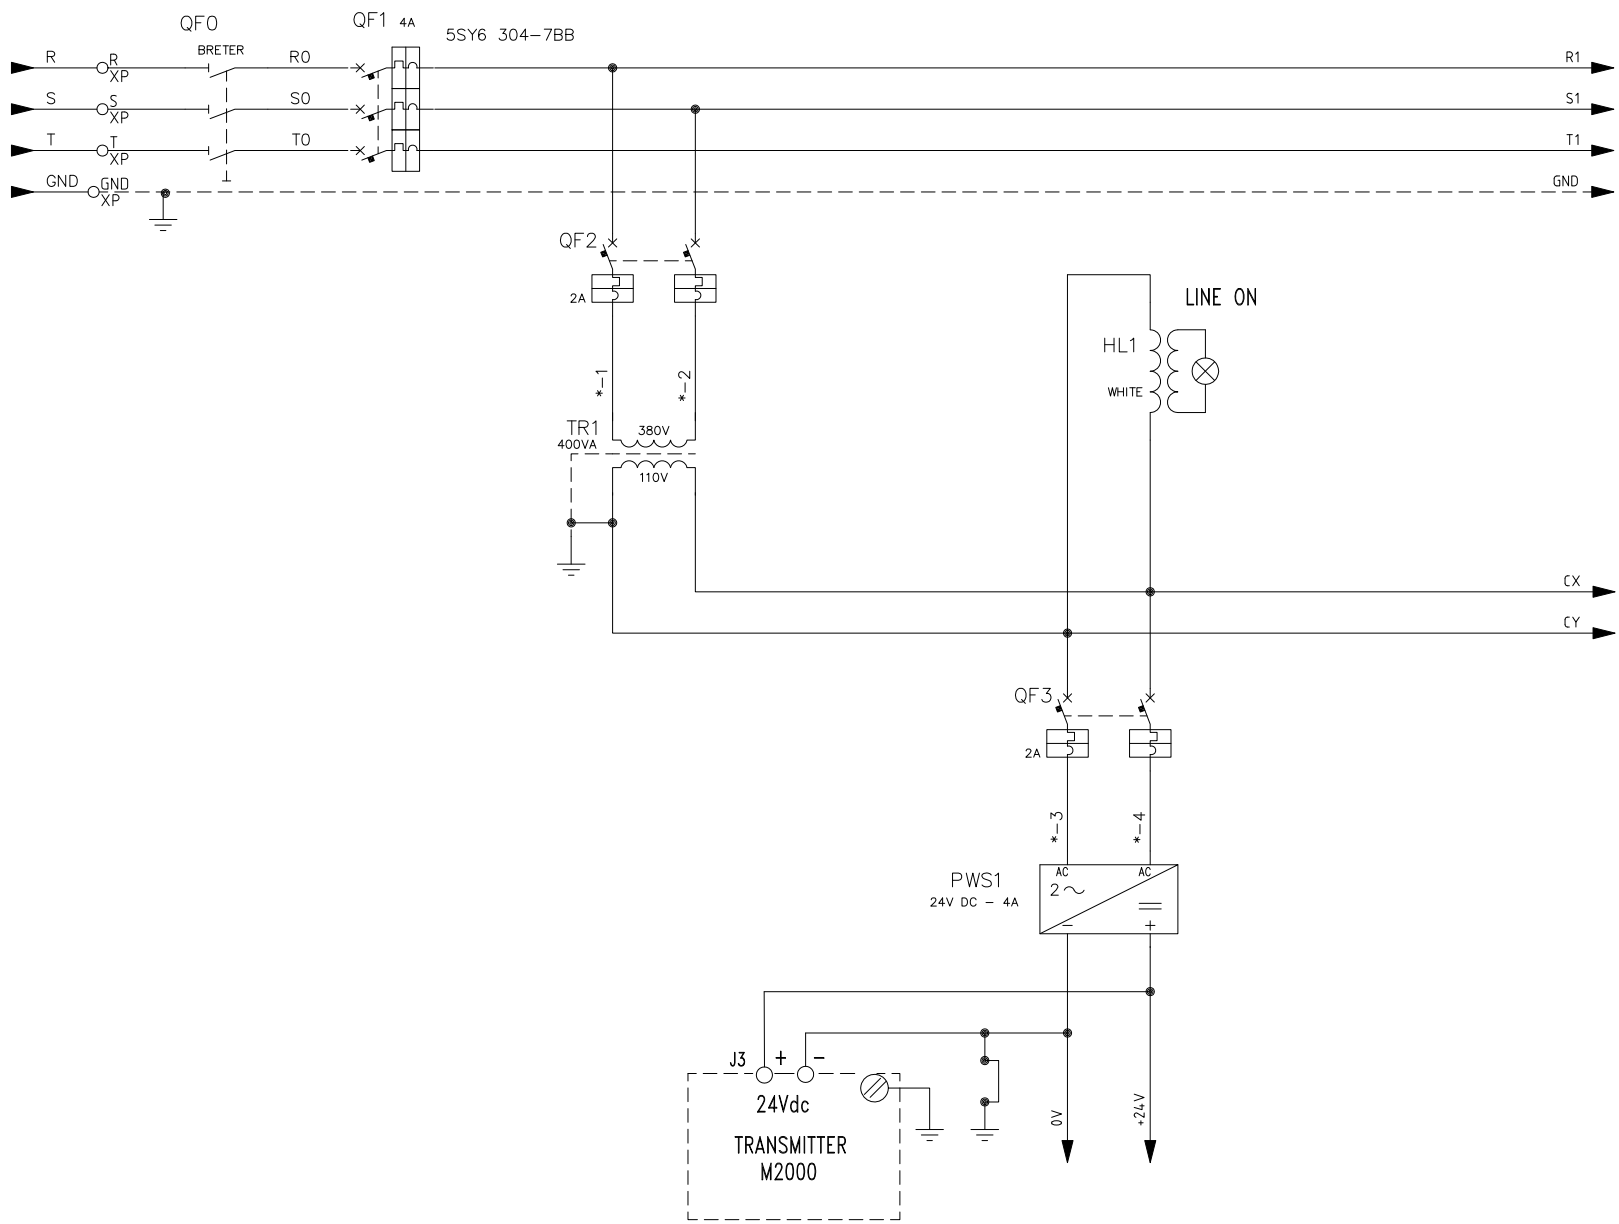 QF0
BRETER
QF1 4A
5SY6 304-7BB
R
R
XP
R0
R1
S
S
XP
S0
S1
T
T
XP
T0
T1
GND
GND
XP
GND
QF2
2A
LINE ON
HL1
WHITE
*-1
*-2
TR1
400VA
380V
110V
CX
CY
QF3
2A
*-3
*-4
PWS1
24V DC - 4A
AC
AC
2
-
+
J3
+
-
24Vdc
TRANSMITTER
M2000
0V
+24V